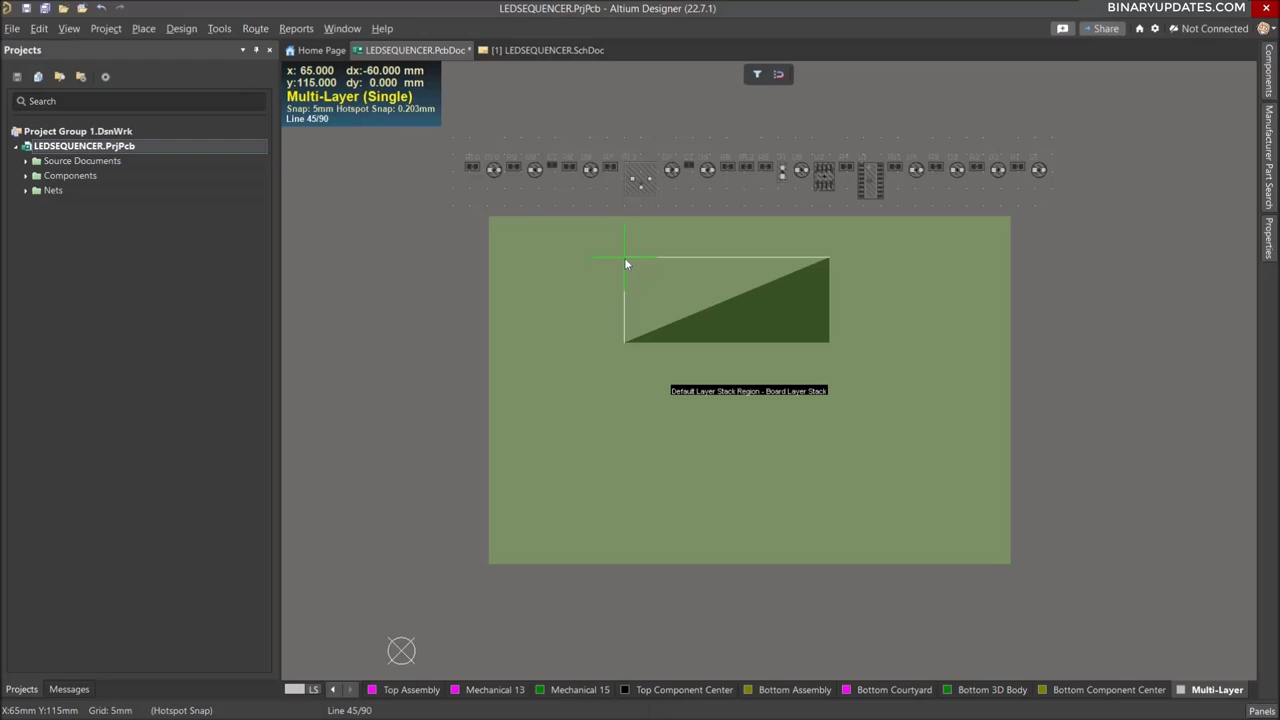 LEDSEQUENCER.PrjPcb - Altium Designer (22.7.1)
BINARYUPDATES.COM
File Edit View Project Place Design Tools Route Reports Window Help
Share
Not Connected
Projects
Home Page
LEDSEQUENCER.PcbDoc *
[1] LEDSEQUENCER.SchDoc
Search
Project Group 1.DsnWrk
LEDSEQUENCER.PrjPcb
Source Documents
Components
Nets
x: 65.000 dx:-60.000 mm
y:115.000 dy: 0.000 mm
Multi-Layer (Single)
Snap: 5mm Hotspot Snap: 0.203mm
Line 45/90
Default Layer Stack Region - Board Layer Stack
Components
Manufacturer Part Search
Properties
Projects Messages
LS
Top Assembly
Mechanical 13
Mechanical 15
Top Component Center
Bottom Assembly
Bottom Courtyard
Bottom 3D Body
Bottom Component Center
Multi-Layer
X:65mm Y:115mm Grid: 5mm (Hotspot Snap) Line 45/90
Panels